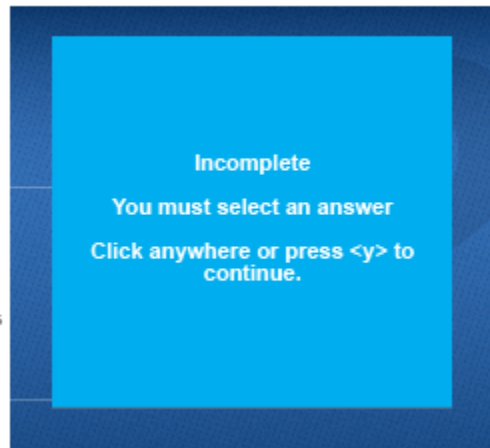 Incomplete
You must select an answer
Click anywhere or press <y> to
continue.